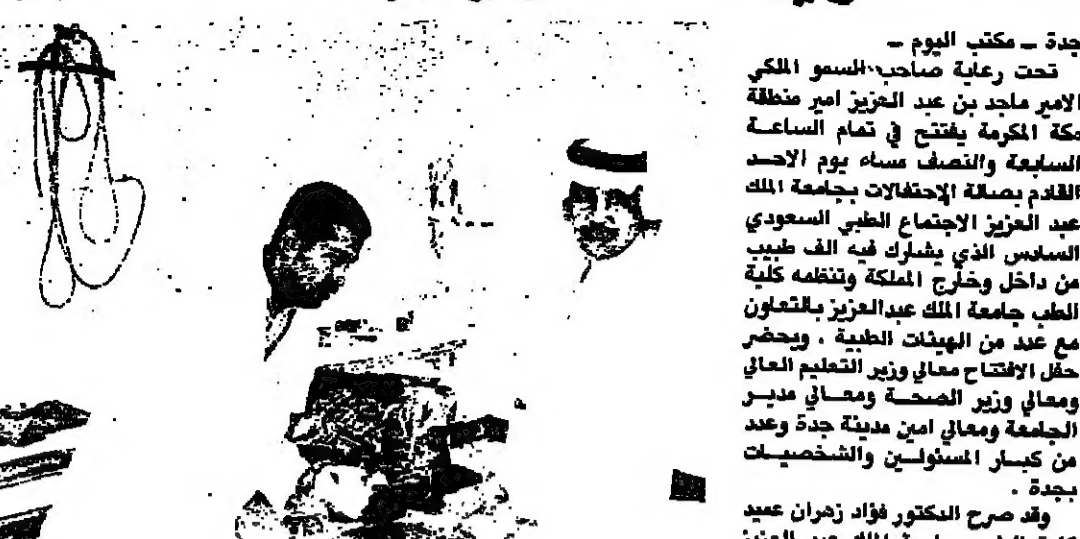 جدة ــ مكتب اليوم ــ
تحت رعاية صاحب السمو الملكي
الامير ماجد بن عبد العزيز امير منطقة
مكة المكرمة يفتتح في تمام الساعة
السابعة والنصف مساء يوم الاحد
القادم بصالة الإحتفالات بجامعة الملك
عبد العزيز الاجتماع الطبي السعودي
السادس الذي يشارك فيه الف طبيب
من داخل وخارج المملكة وتنظمه كلية
الطب جامعة الملك عبدالعزيز بالتعاون
مع عدد من الهيئات الطبية . ويحضر
حفل الافتتاح معالي وزير التعليم العالي
ومعالي وزير الصحة ومعالي مدير
الجامعة ومعالي امين مدينة جدة وعدد
من كبار المسئولين والشخصيات
بجدة .
وقد صرح الدكتور فؤاد زهران عميد